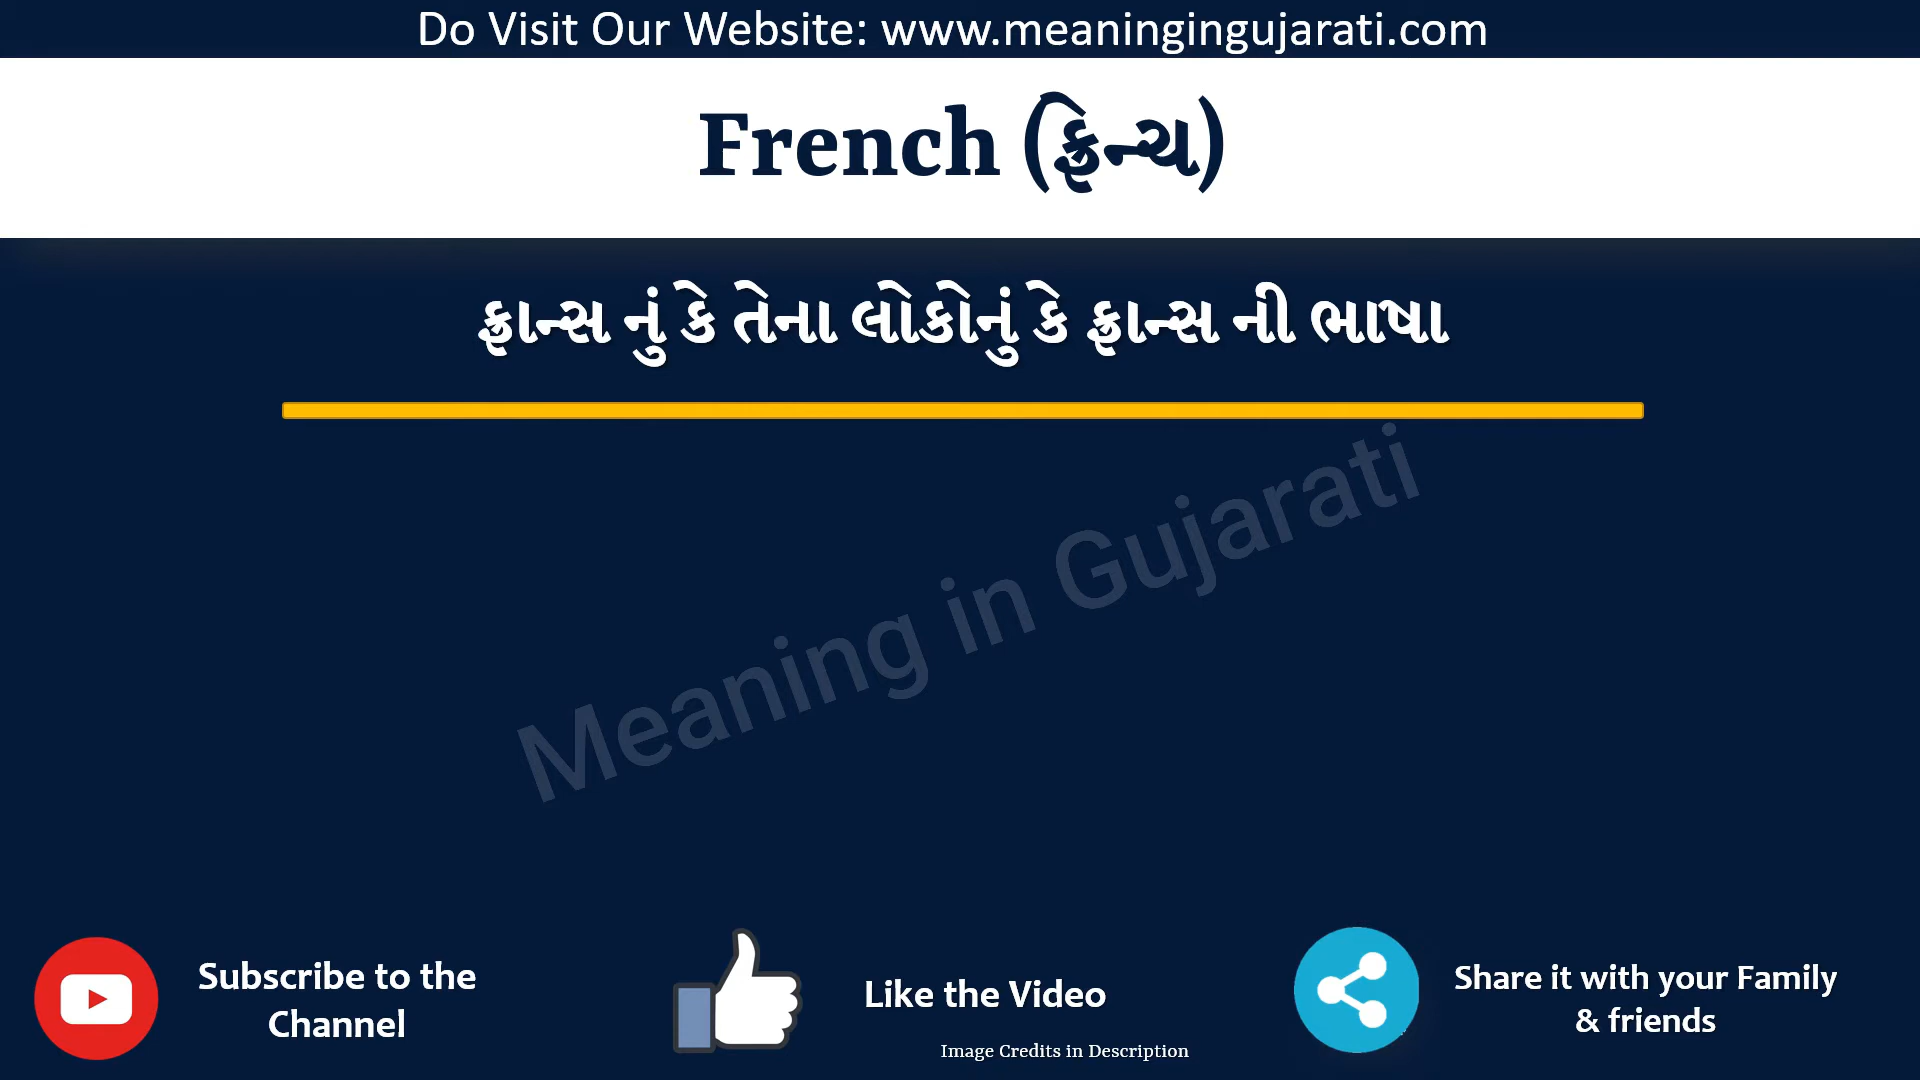 Do Visit Our Website: www.meaningingujarati.com
French (ફ્રેન્ચ)
ફ્રાન્સ નું કે તેના લોકોનું કે ફ્રાન્સ ની ભાષા
Meaning in Gujarati
Subscribe to the
Channel
Like the Video
Share it with your Family
& friends
Image Credits in Description